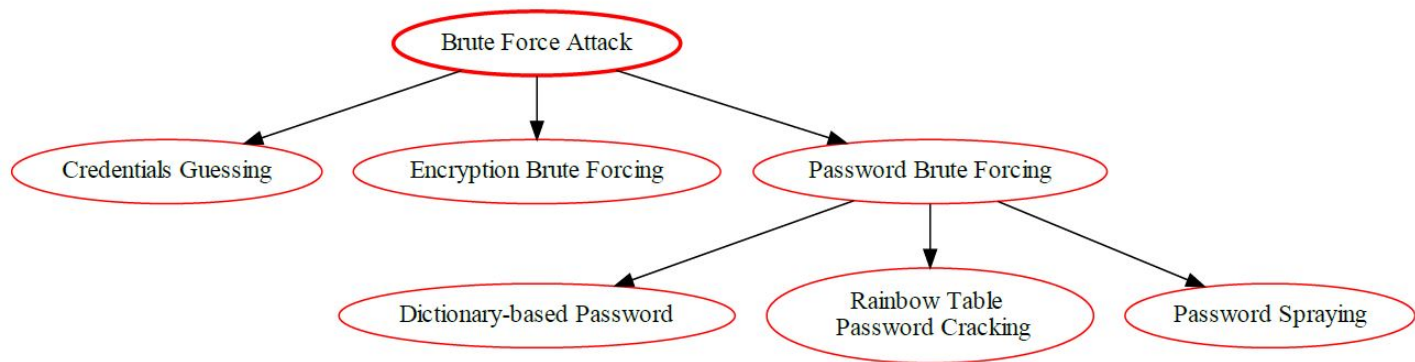 Brute Force Attack
Credentials Guessing
Encryption Brute Forcing
Password Brute Forcing
Dictionary-based Password
Rainbow Table
Password Cracking
Password Spraying